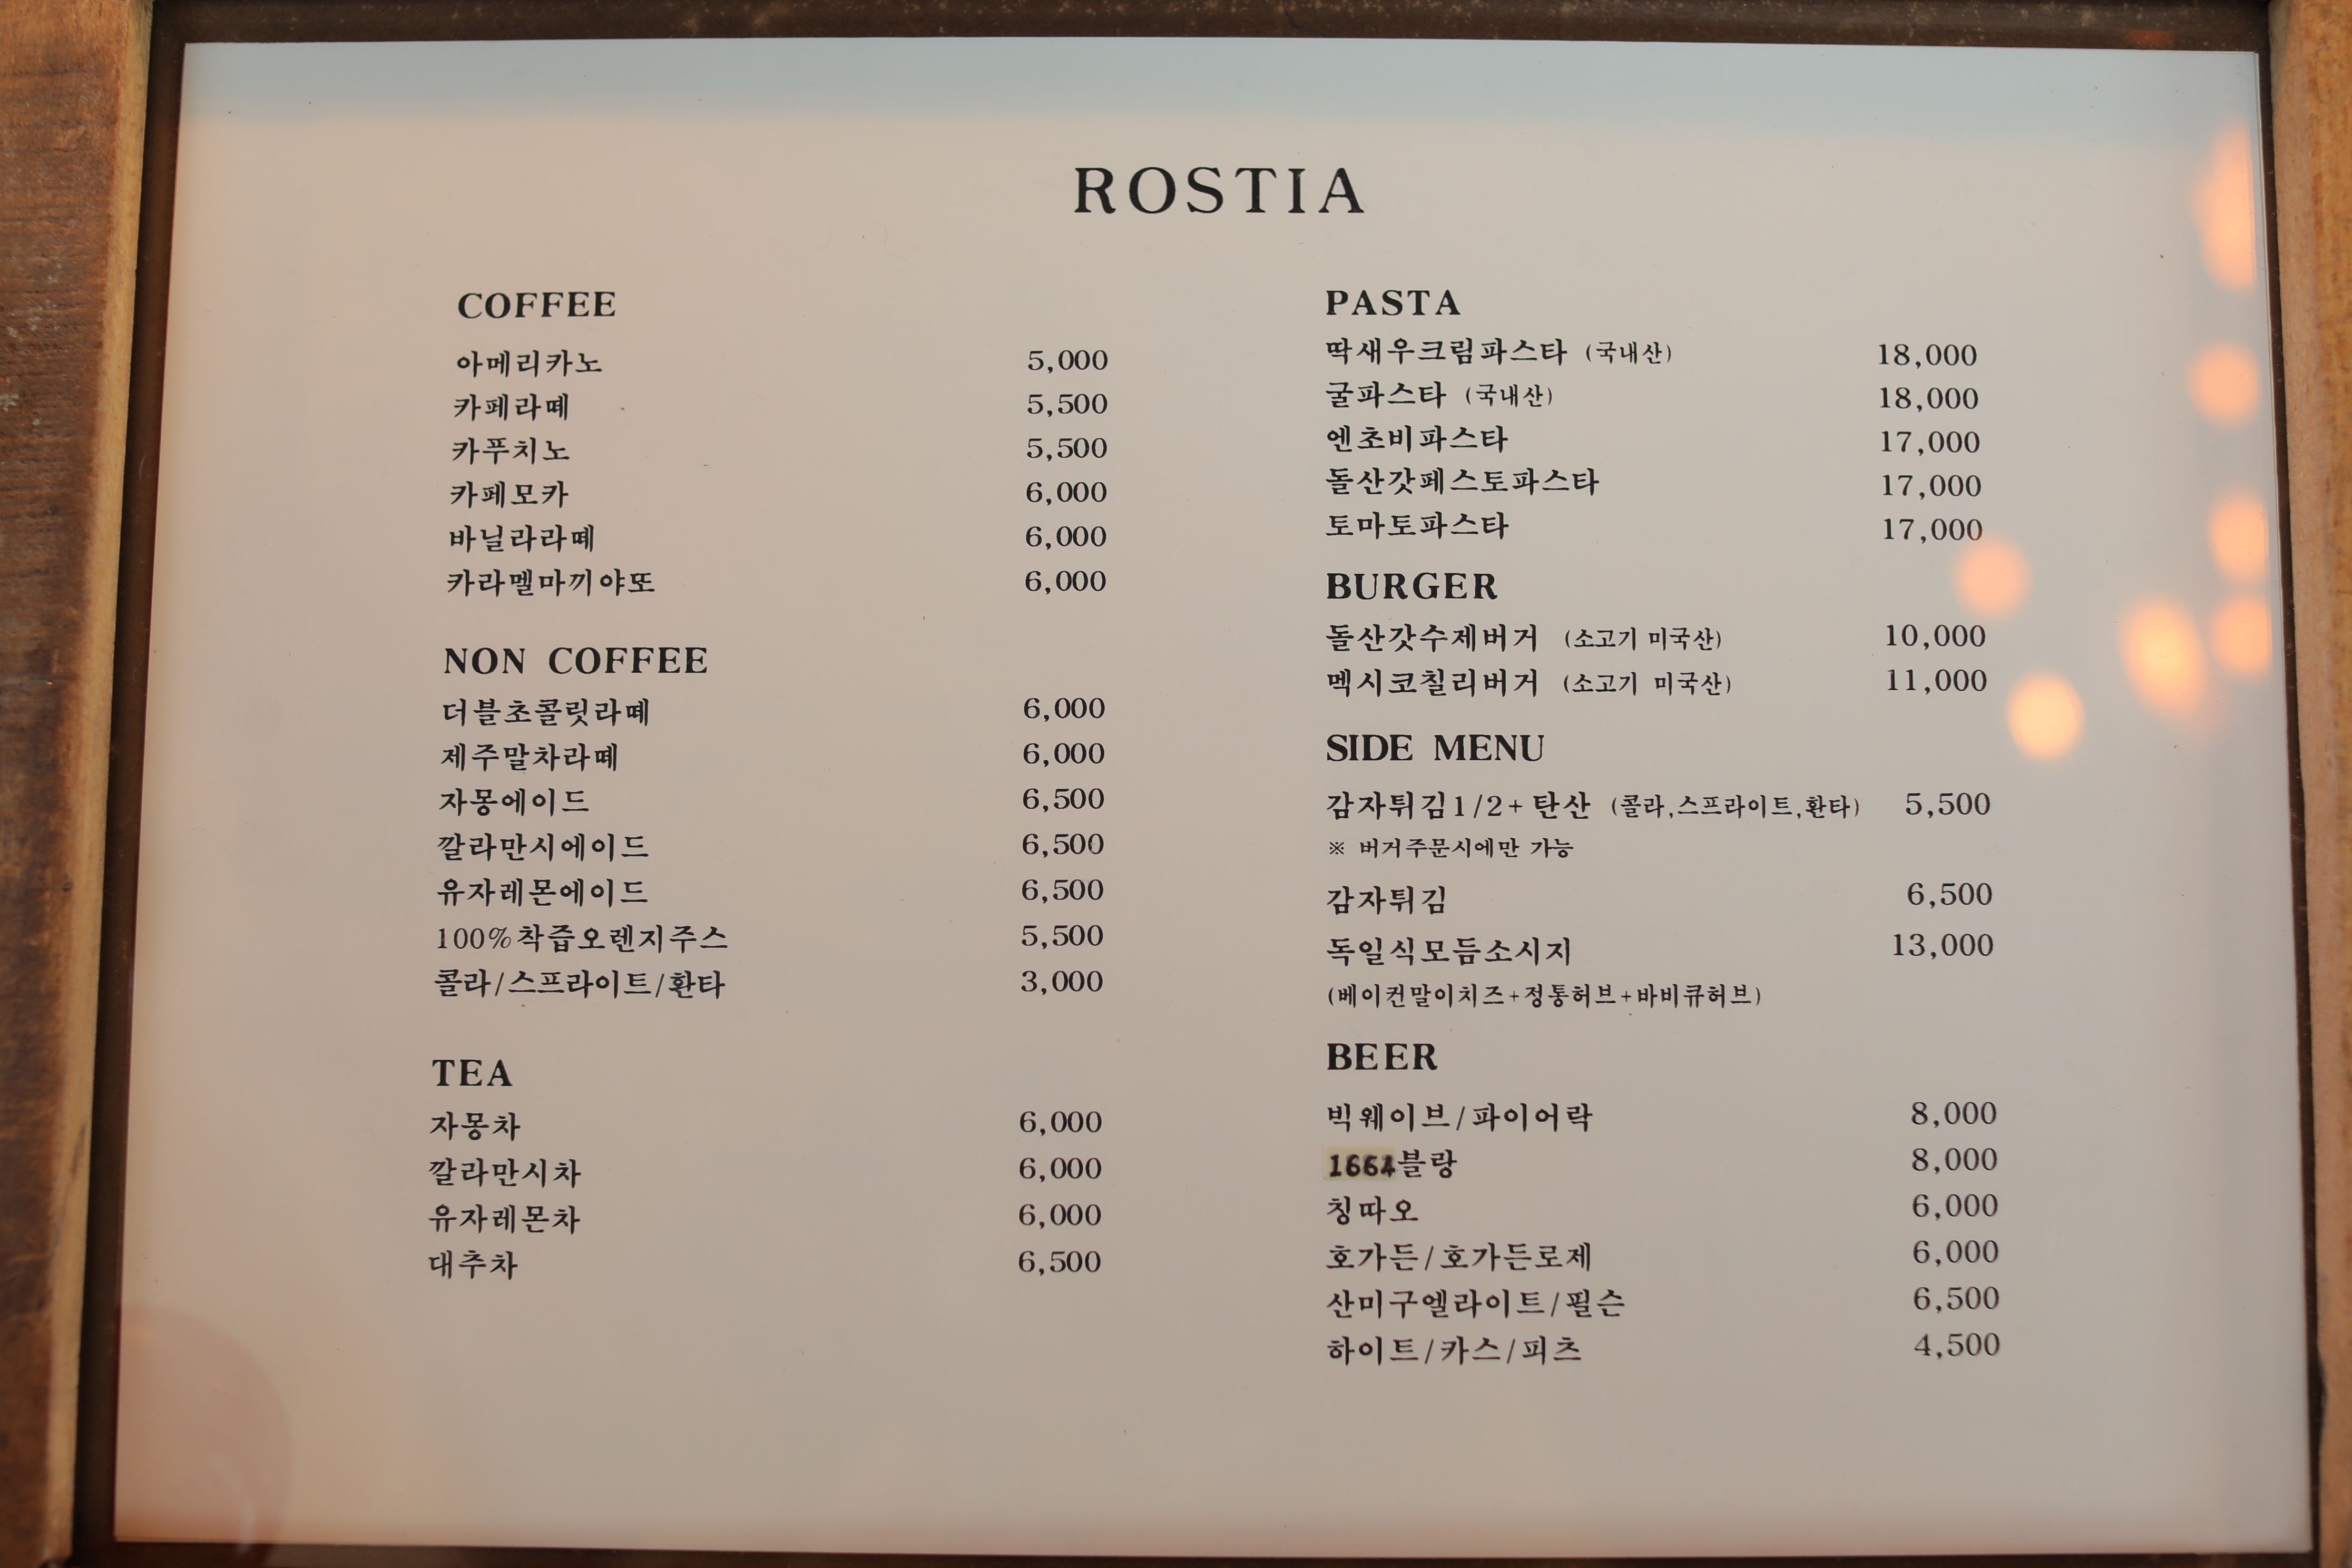 ROSTIA
COFFEE
아메리카노 5,000
카페라떼 5,500
카푸치노 5,500
카페모카 6,000
바닐라라떼 6,000
카라멜마끼야또 6,000
NON COFFEE
더블초콜릿라떼 6,000
제주말차라떼 6,000
자몽에이드 6,500
깔라만시에이드 6,500
유자레몬에이드 6,500
100%착즙오렌지주스 5,500
콜라/스프라이트/환타 3,000
TEA
자몽차 6,000
깔라만시차 6,000
유자레몬차 6,000
대추차 6,500
PASTA
딱새우크림파스타 (국내산) 18,000
굴파스타 (국내산) 18,000
엔초비파스타 17,000
돌산갓페스토파스타 17,000
토마토파스타 17,000
BURGER
돌산갓수제버거 (소고기 미국산) 10,000
멕시코칠리버거 (소고기 미국산) 11,000
SIDE MENU
감자튀김1/2+탄산 (콜라,스프라이트,환타) 5,500
※ 버거주문시에만 가능
감자튀김 6,500
독일식모듬소시지 13,000
(베이컨말이치즈+정통허브+바비큐허브)
BEER
빅웨이브/파이어락 8,000
1664블랑 8,000
칭따오 6,000
호가든/호가든로제 6,000
산미구엘라이트/필슨 6,500
하이트/카스/피츠 4,500